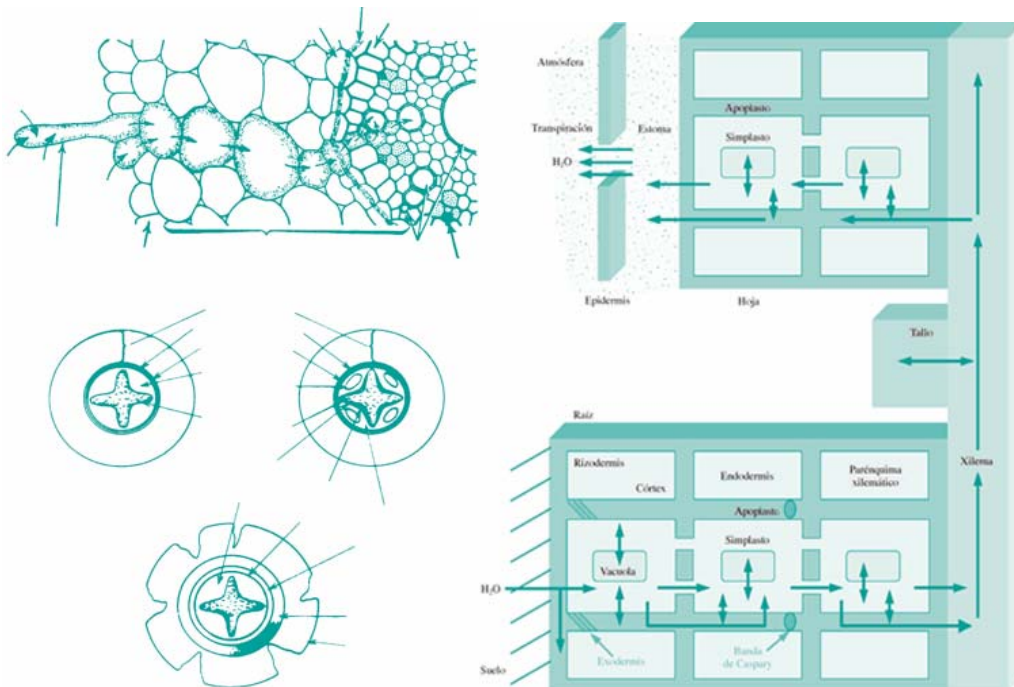 Atmósfera
Apoplasto
Transpiración
Estoma
Simplasto
H₂O
Epidermis
Hoja
Tallo
Raíz
Rizodermis
Córtex
Endodermis
Parénquima
xilemático
Xilema
Apoplasto
Simplasto
Vacuola
H₂O
Exodermis
Banda
de Caspary
Suelo